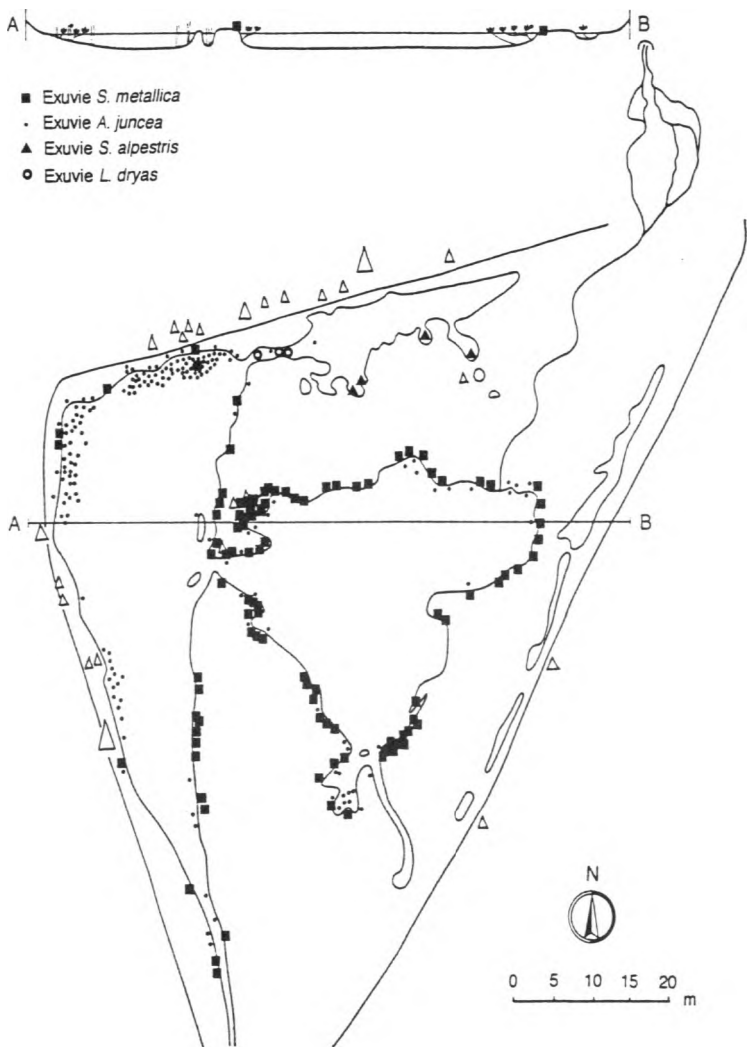 A B
Exuvie S. metallica
Exuvie A. juncea
Exuvie S. alpestris
Exuvie L. dryas
A B
N
0 5 10 15 20
m